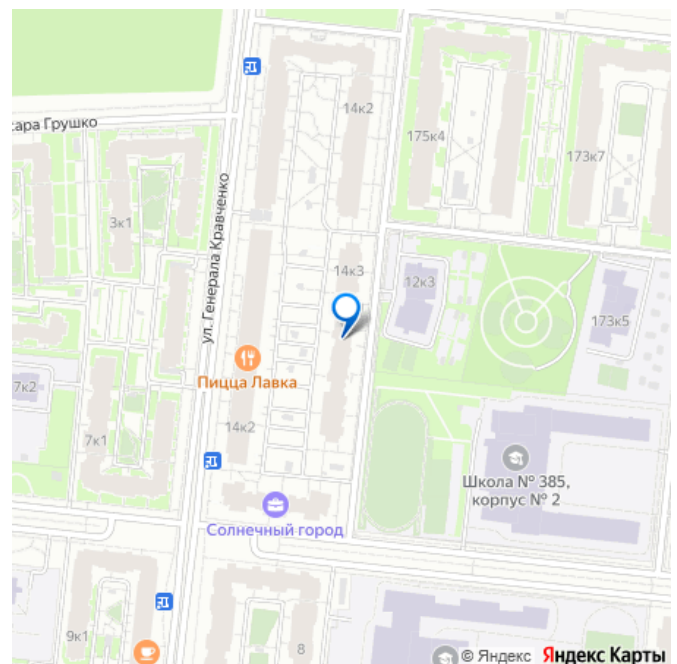 14к2
175к4
173к7
сара Грушко
3к1
ул. Генерала Кравченко
14к3
12к3
173к5
Пицца Лавка
7к2
7к1
14к2
Школа № 385,
корпус № 2
Солнечный город
9к1
8
© Яндекс Яндекс Карты